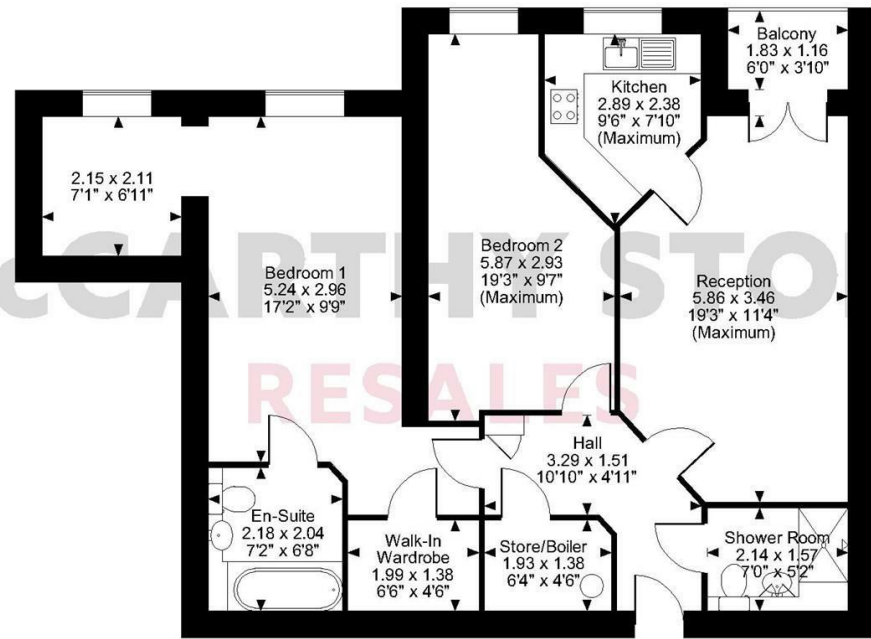 Balcony
1.83 x 1.16
6'0" x 3'10"
Kitchen
2.89 x 2.38
9'6" x 7'10"
(Maximum)
2.15 x 2.11
7'1" x 6'11"
Bedroom 1
5.24 x 2.96
17'2" x 9'9"
Bedroom 2
5.87 x 2.93
19'3" x 9'7"
(Maximum)
Reception
5.86 x 3.46
19'3" x 11'4"
(Maximum)
cCARTHY STO
RESALES
Hall
3.29 x 1.51
10'10" x 4'11"
En-Suite
2.18 x 2.04
7'2" x 6'8"
Walk-In
Wardrobe
1.99 x 1.38
6'6" x 4'6"
Store/Boiler
1.93 x 1.38
6'4" x 4'6"
Shower Room
2.14 x 1.57
7'0" x 5'2"